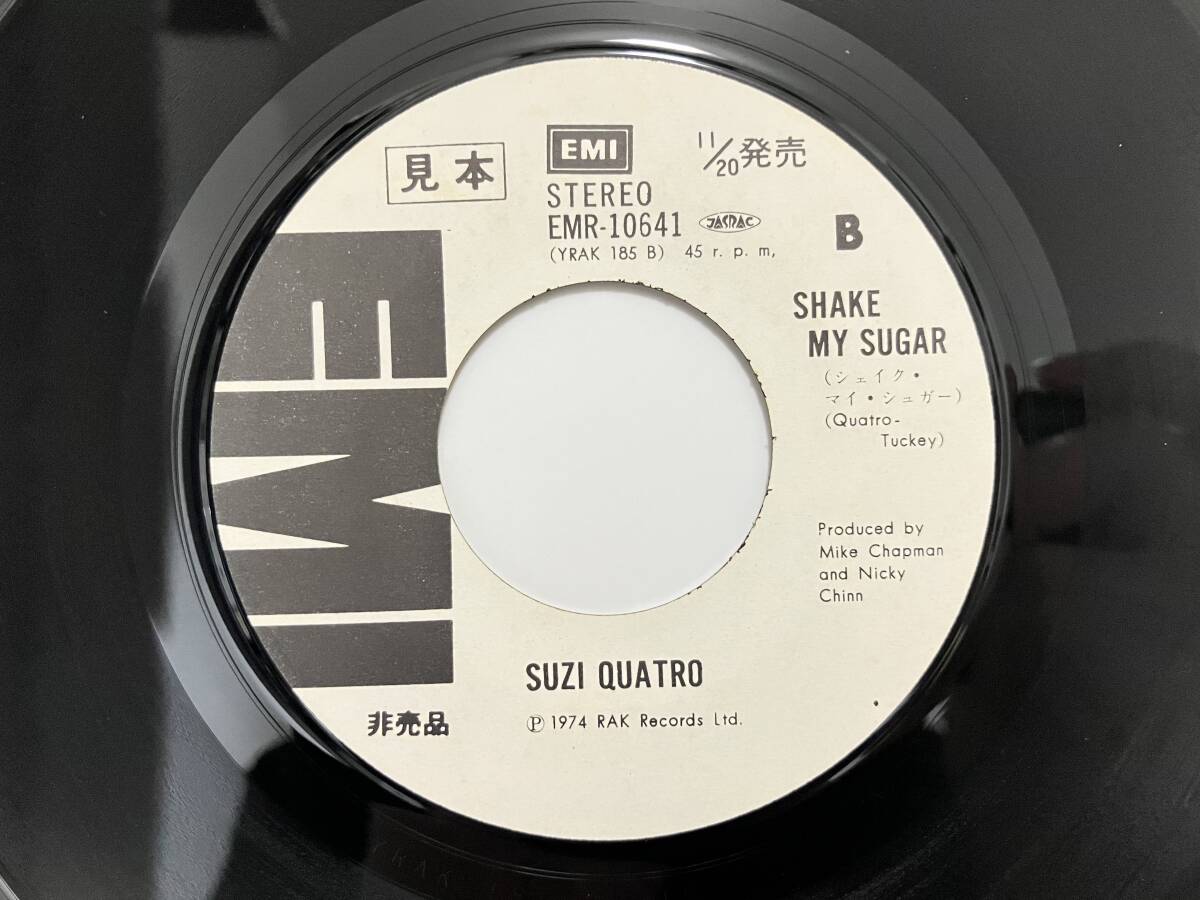 見本
EMI
11/20発売
STEREO
EMR-10641
JASRAC
(YRAK 185 B) 45 r. p. m,
B
SHAKE
MY SUGAR
(シェイク・
マイ・シュガー)
(Quatro-
Tuckey)
Produced by
Mike Chapman
and Nicky
Chinn
EMI
SUZI QUATRO
非売品
Ⓟ 1974 RAK Records Ltd.